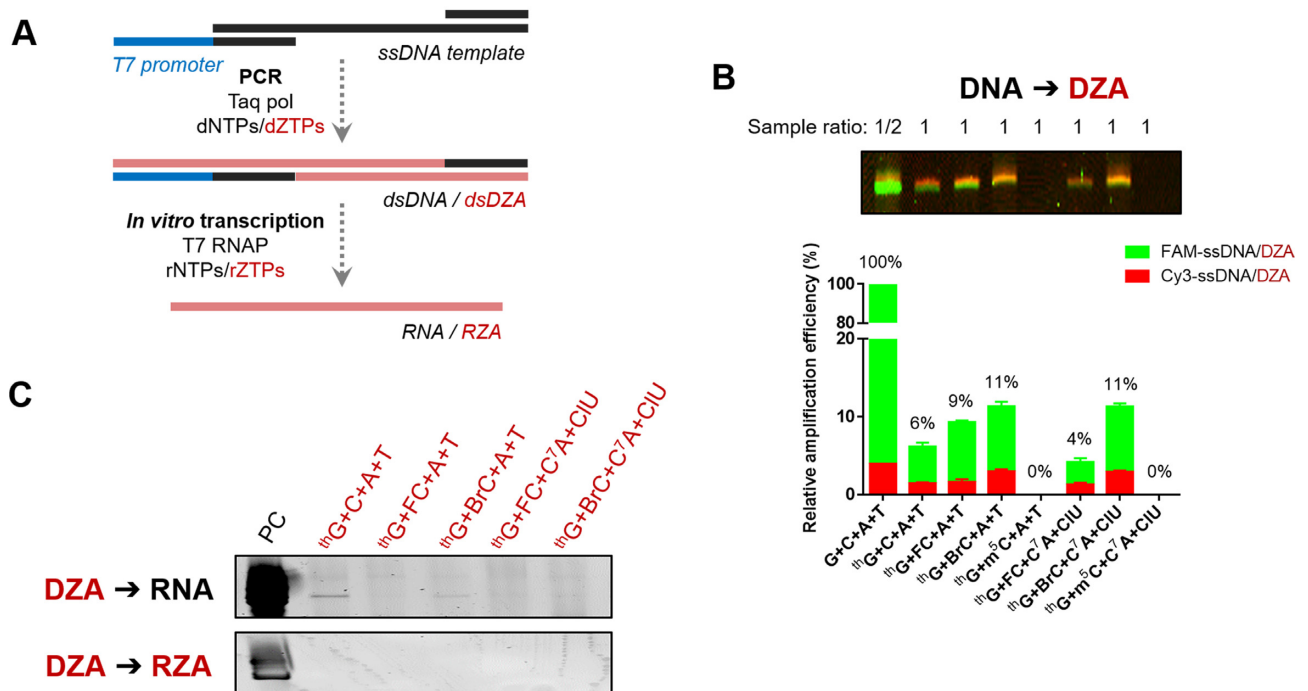 A
T7 promoter
ssDNA template
PCR
Taq pol
dNTPs/dZTPs
dsDNA / dsDZA
In vitro transcription
T7 RNAP
rNTPs/rZTPs
RNA / RZA
B
DNA ➔ DZA
Sample ratio: 1/2 1 1 1 1 1 1 1
FAM-ssDNA/DZA
Cy3-ssDNA/DZA
Relative amplification efficiency (%)
100
80
20
10
0
100%
6%
9%
11%
0%
4%
11%
0%
G+C+A+T
thG+C+A+T
thG+FC+A+T
thG+BrC+A+T
thG+m5C+A+T
thG+FC+C7A+ClU
thG+BrC+C7A+ClU
thG+m5C+C7A+ClU
C
PC
thG+C+A+T
thG+FC+A+T
thG+BrC+A+T
thG+FC+C7A+ClU
thG+BrC+C7A+ClU
DZA ➔ RNA
DZA ➔ RZA